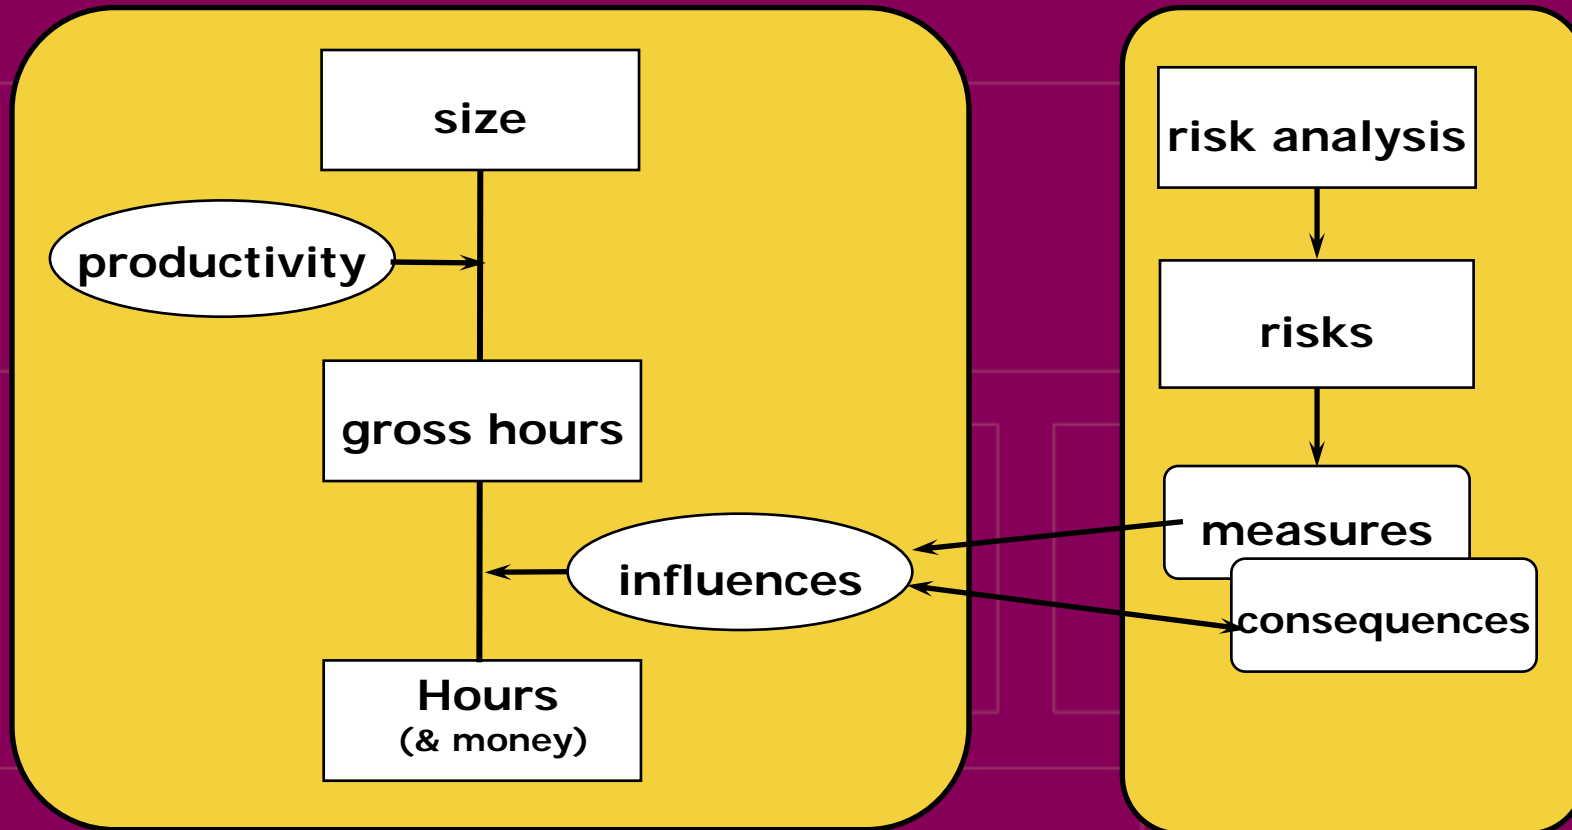 size
productivity
gross hours
influences
Hours
(& money)
risk analysis
risks
measures
consequences